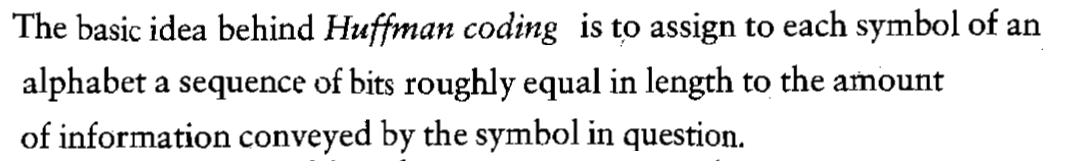 The basic idea behind Huffman coding is to assign to each symbol of an
alphabet a sequence of bits roughly equal in length to the amount
of information conveyed by the symbol in question.